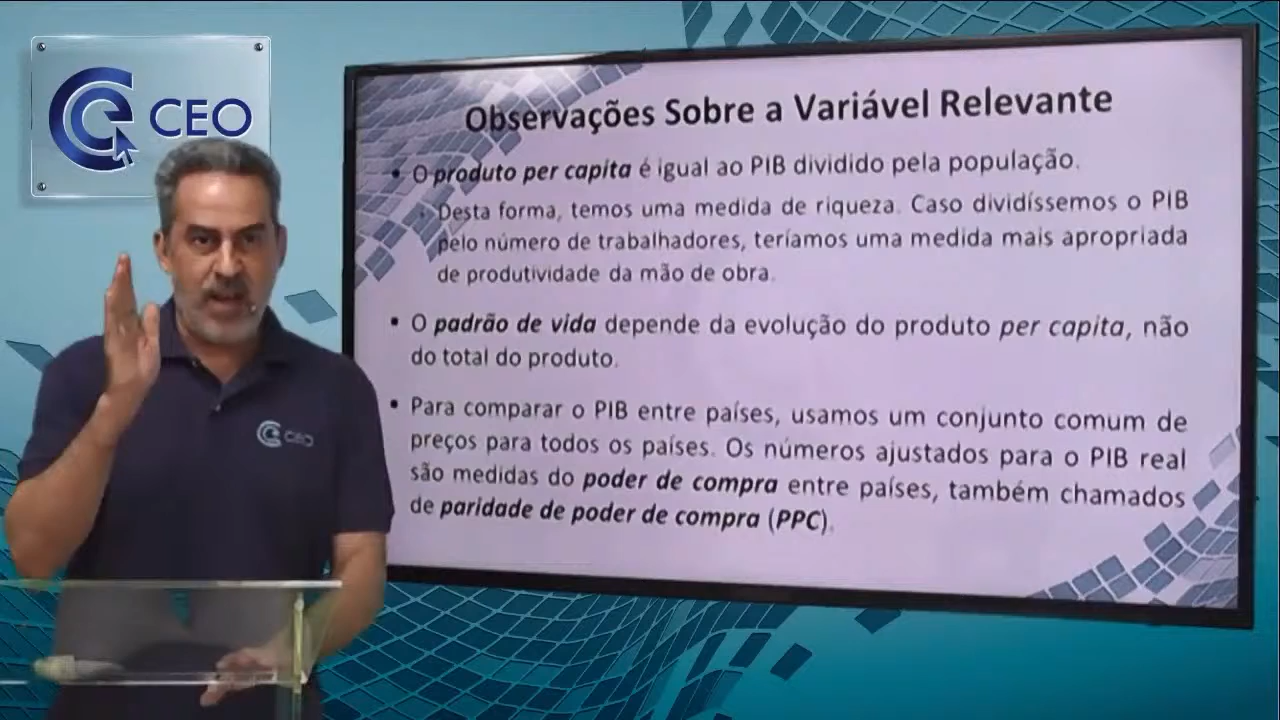 CEO
Observações Sobre a Variável Relevante
• O produto per capita é igual ao PIB dividido pela população.
Desta forma, temos uma medida de riqueza. Caso dividíssemos o PIB
pelo número de trabalhadores, teríamos uma medida mais apropriada
de produtividade da mão de obra.
• O padrão de vida depende da evolução do produto per capita, não
do total do produto.
• Para comparar o PIB entre países, usamos um conjunto comum de
preços para todos os países. Os números ajustados para o PIB real
são medidas do poder de compra entre países, também chamados
de paridade de poder de compra (PPC).
CEO